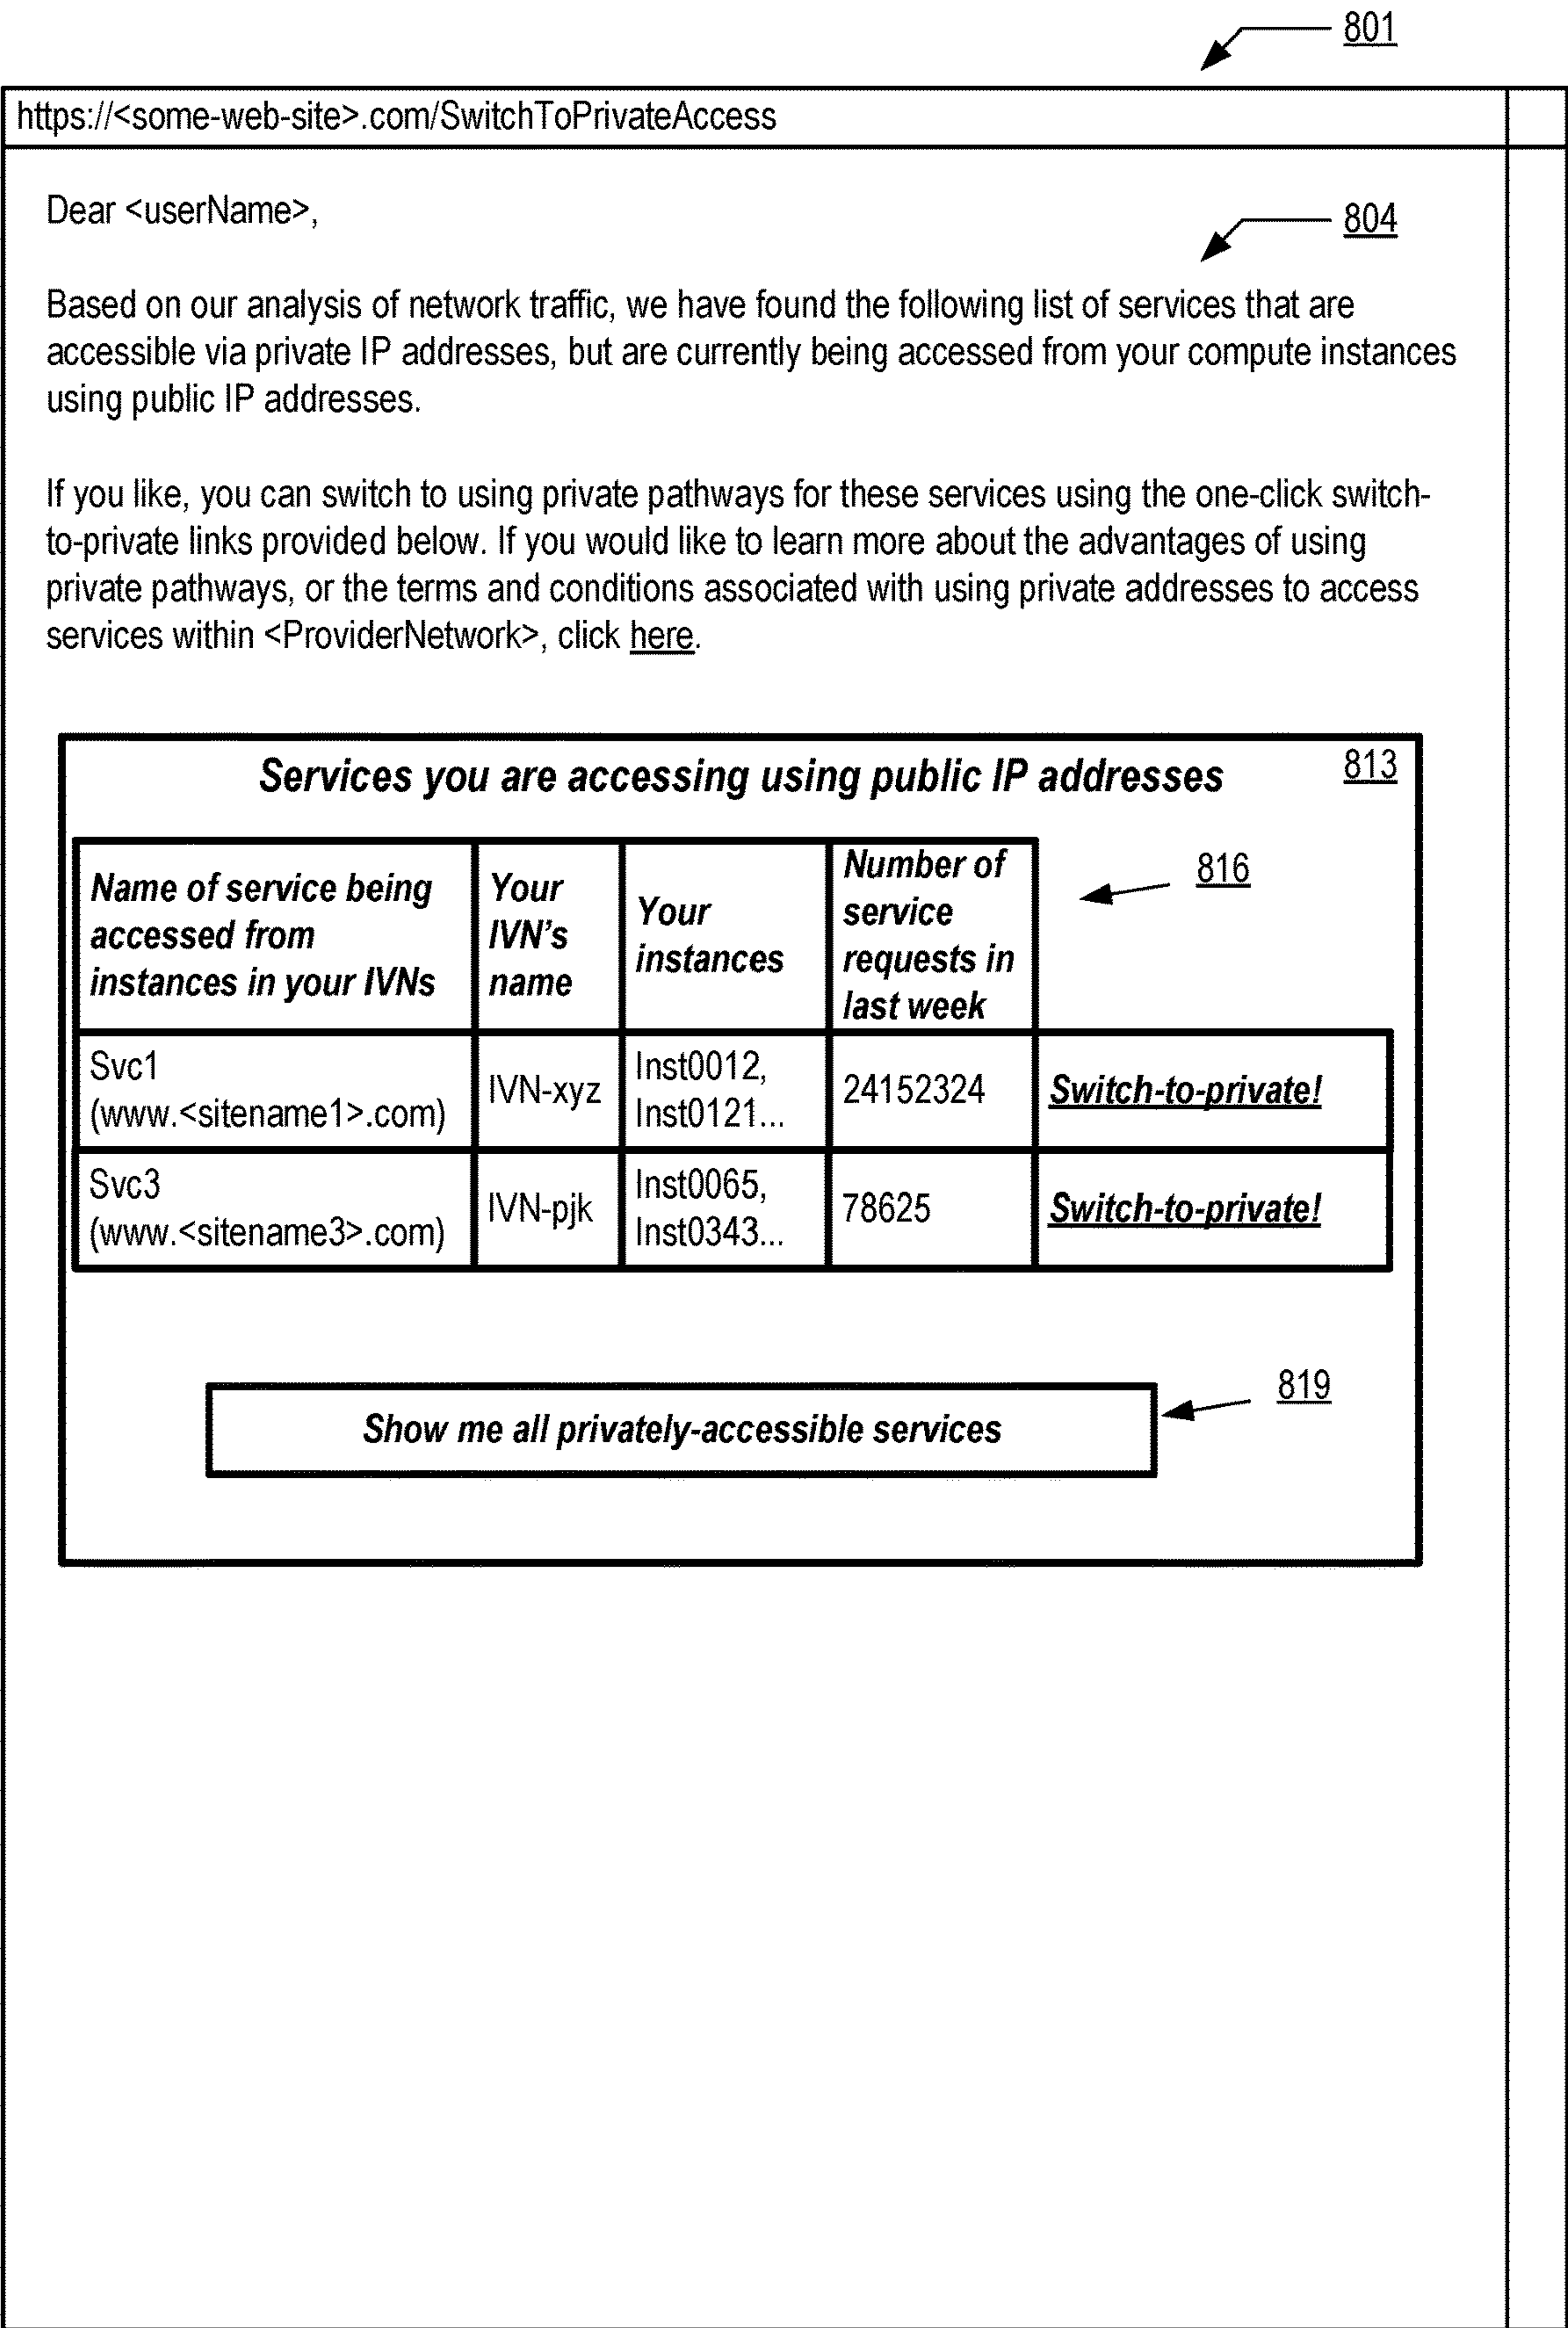 801
https://<some-web-site>.com/SwitchToPrivateAccess
Dear <userName>,
804
Based on our analysis of network traffic, we have found the following list of services that are
accessible via private IP addresses, but are currently being accessed from your compute instances
using public IP addresses.
If you like, you can switch to using private pathways for these services using the one-click switch-
to-private links provided below. If you would like to learn more about the advantages of using
private pathways, or the terms and conditions associated with using private addresses to access
services within <ProviderNetwork>, click here.
Services you are accessing using public IP addresses
813
Name of service being
accessed from
instances in your IVNs
Your
IVN's
name
Your
instances
Number of
service
requests in
last week
816
Svc1
(www.<sitename1>.com)
IVN-xyz
Inst0012,
Inst0121...
24152324
Switch-to-private!
Svc3
(www.<sitename3>.com)
IVN-pjk
Inst0065,
Inst0343...
78625
Switch-to-private!
819
Show me all privately-accessible services